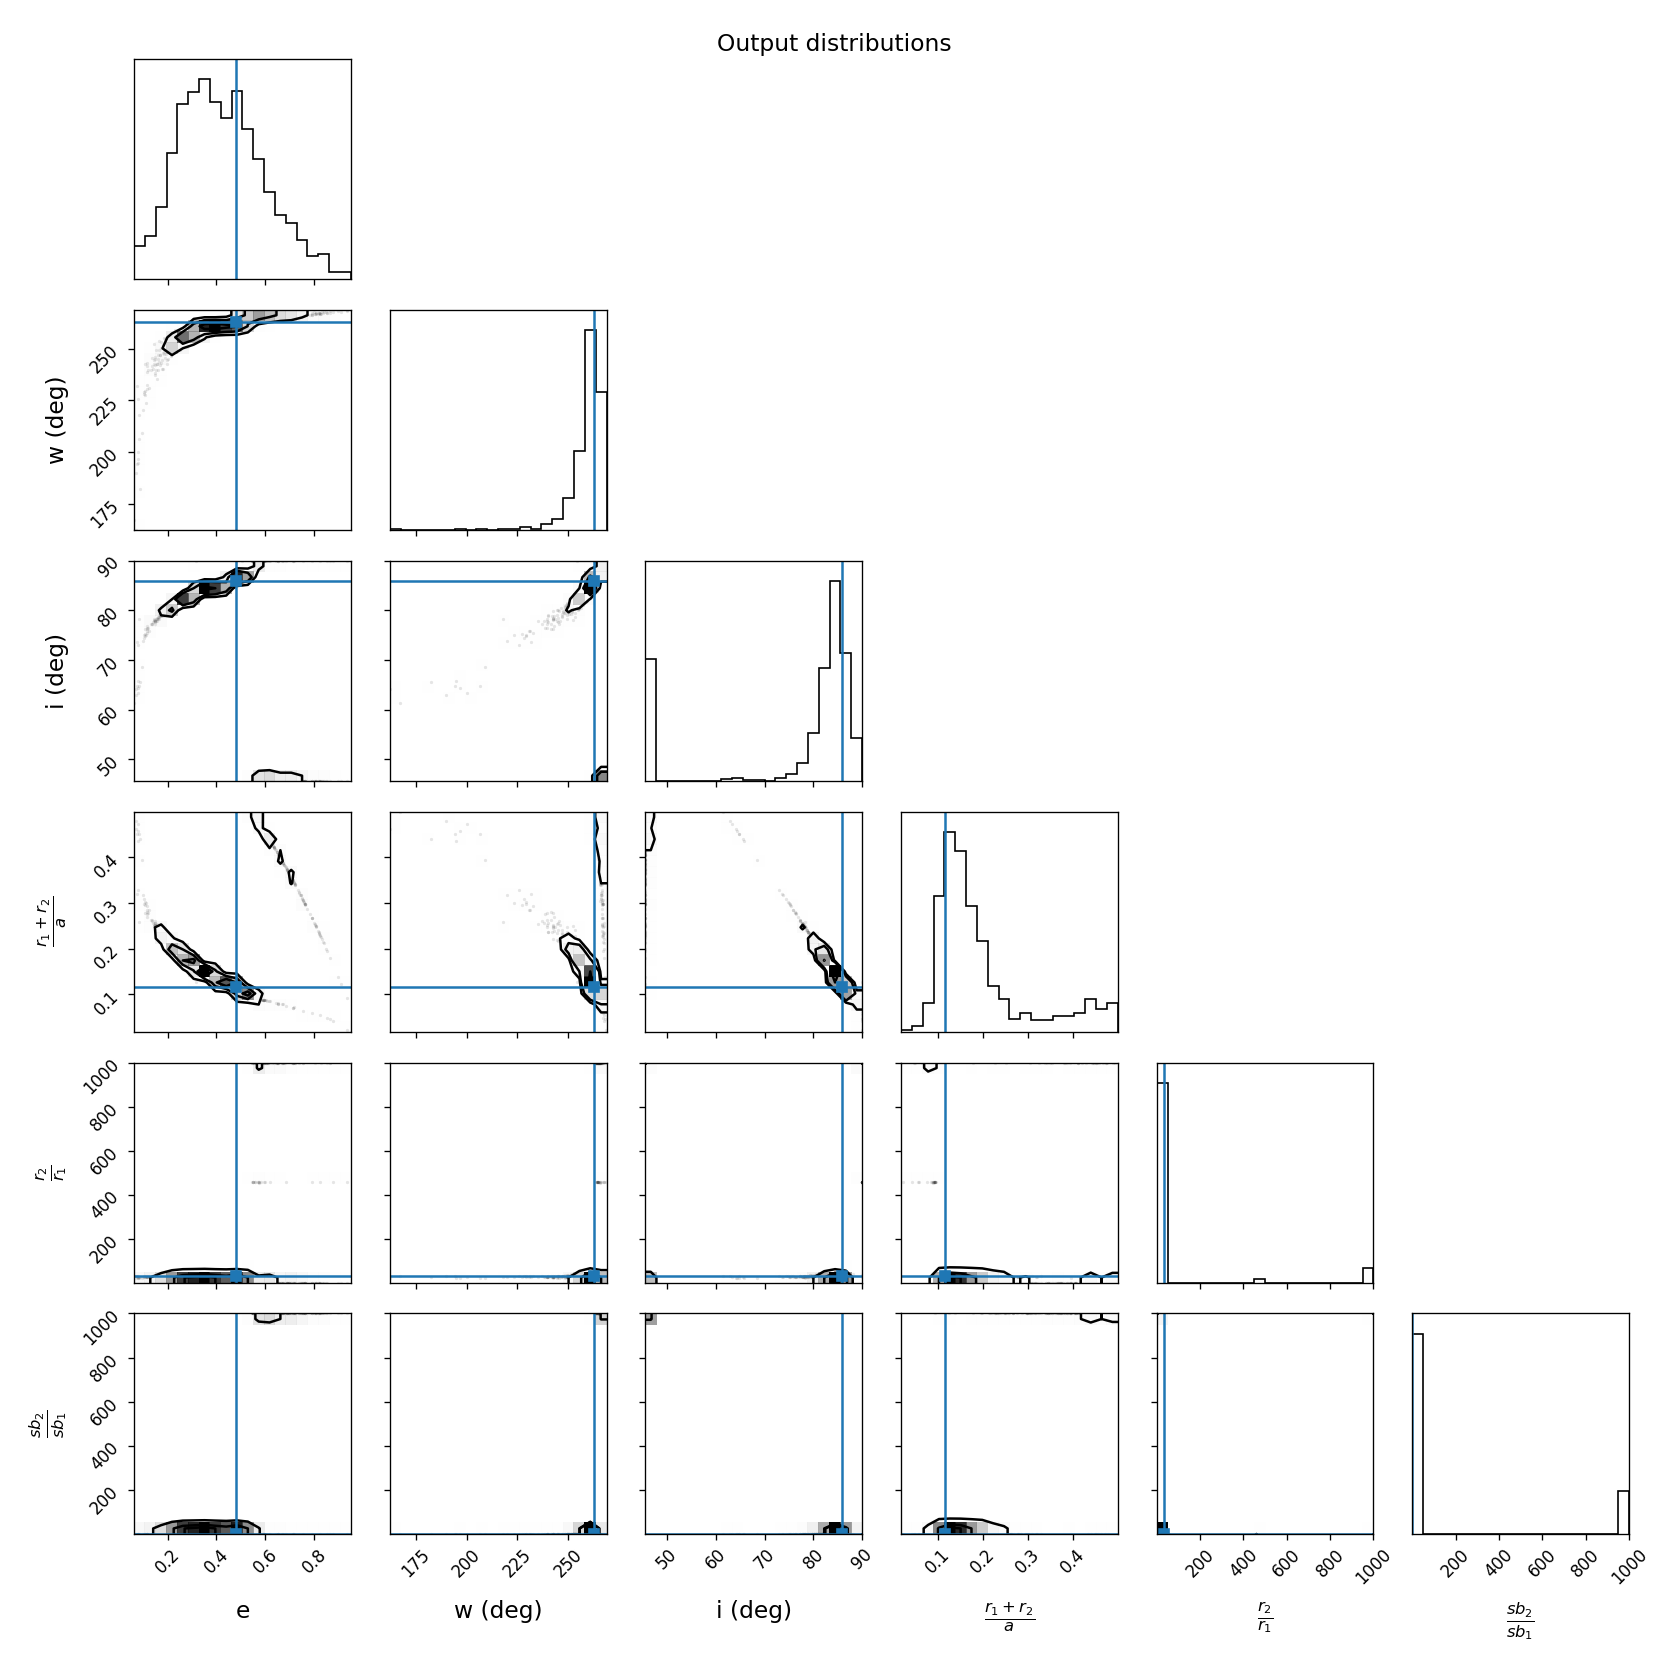 Output distributions
w (deg)
250
225
200
175
i (deg)
90
80
70
60
50
r₁ + r₂
a
0.4
0.3
0.2
0.1
r₂
r₁
1000
800
600
400
200
sb₂
sb₁
1000
800
600
400
200
0.2 0.4 0.6 0.8 175 200 225 250 50 60 70 80 90 0.1 0.2 0.3 0.4 200 400 600 800 1000 200 400 600 800 1000
e w (deg) i (deg) r₁ + r₂ r₂ sb₂
a r₁ sb₁